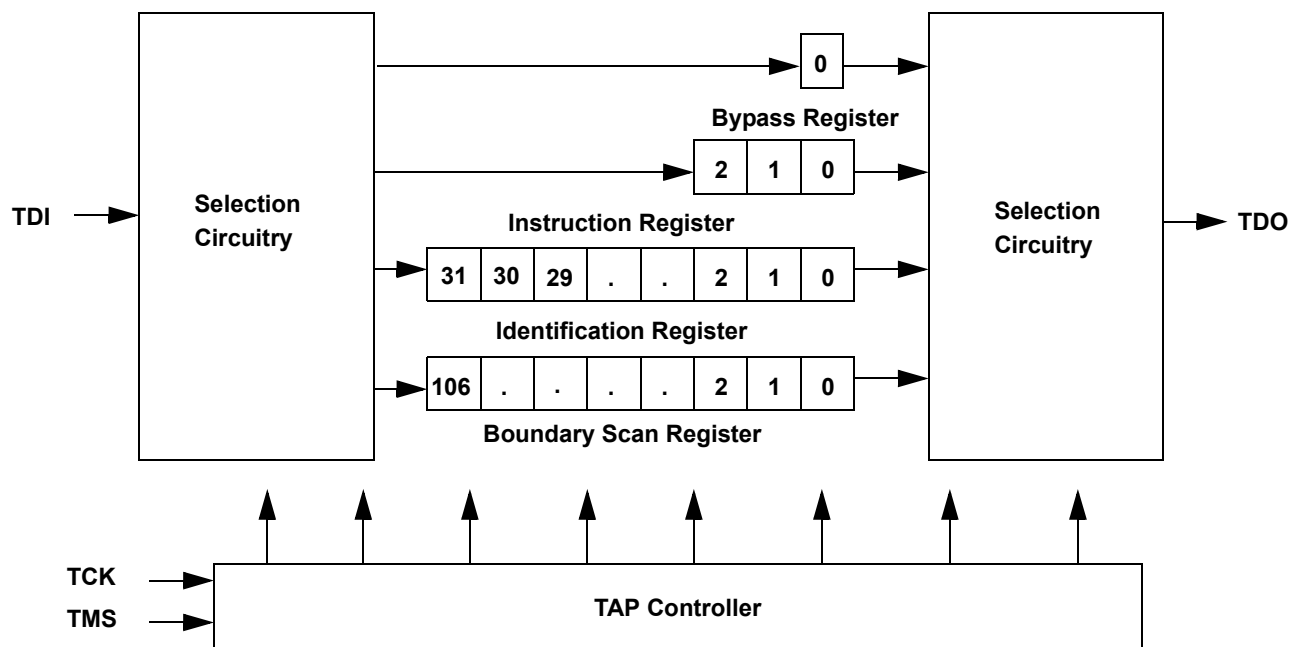 0
Bypass Register
2 1 0
TDI
Selection
Circuitry
Instruction Register
Selection
Circuitry
TDO
31 30 29 . . 2 1 0
Identification Register
106 . . . . 2 1 0
Boundary Scan Register
TCK
TMS
TAP Controller